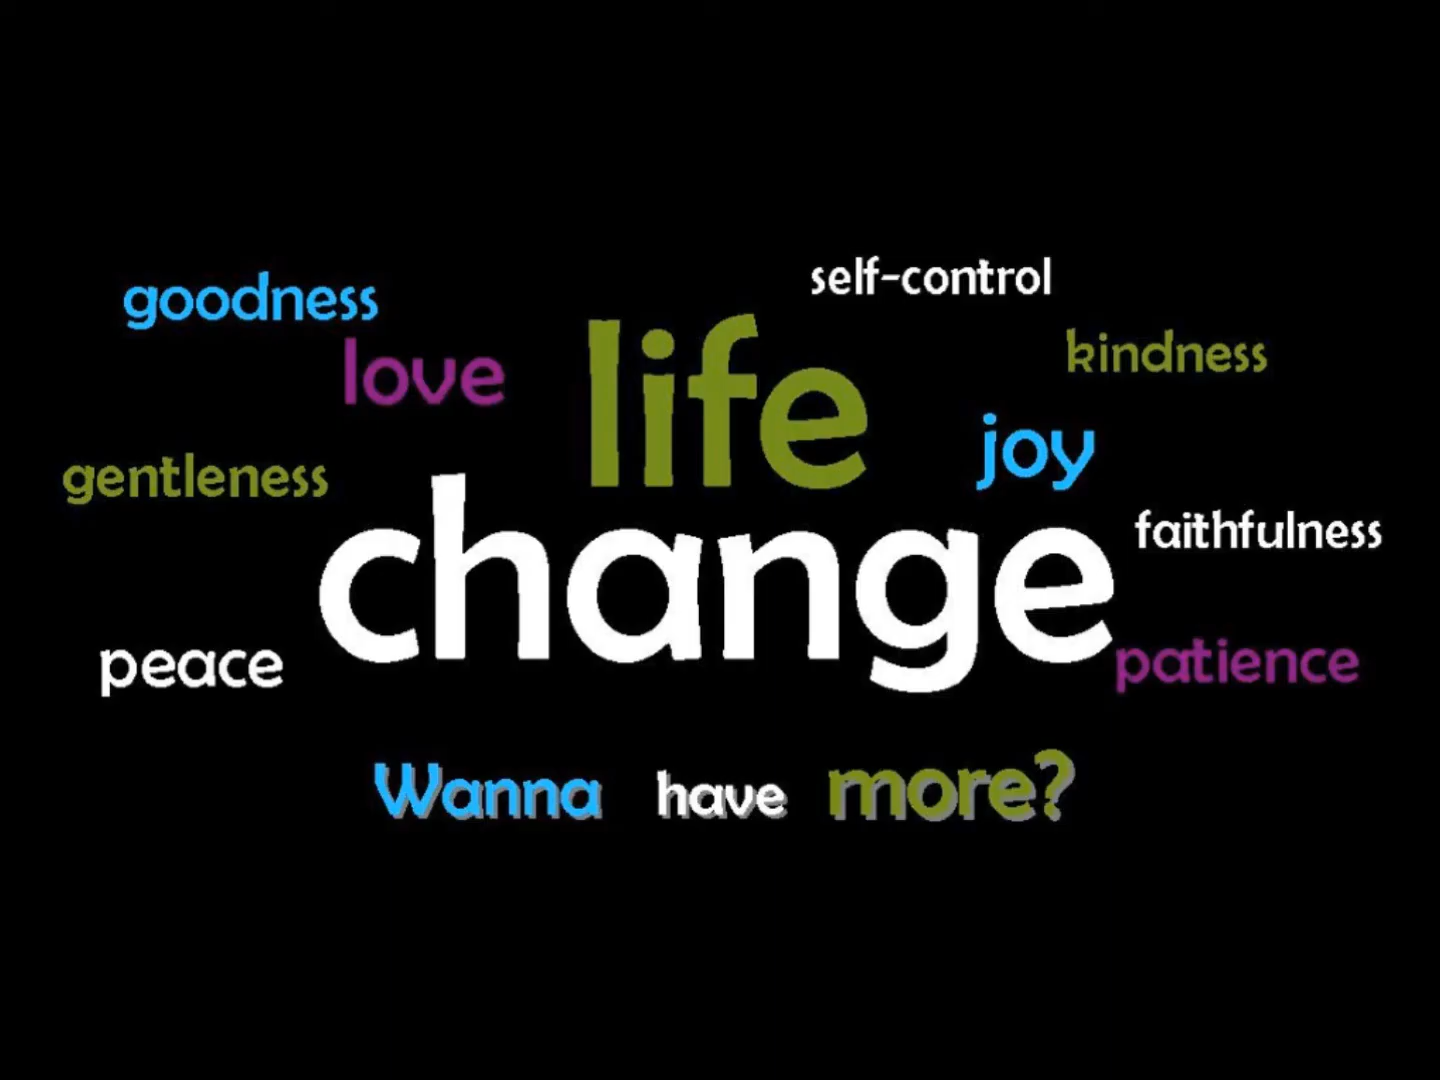 self-control
goodness
kindness
love
life
joy
gentleness
faithfulness
change
peace
patience
Wanna have more?